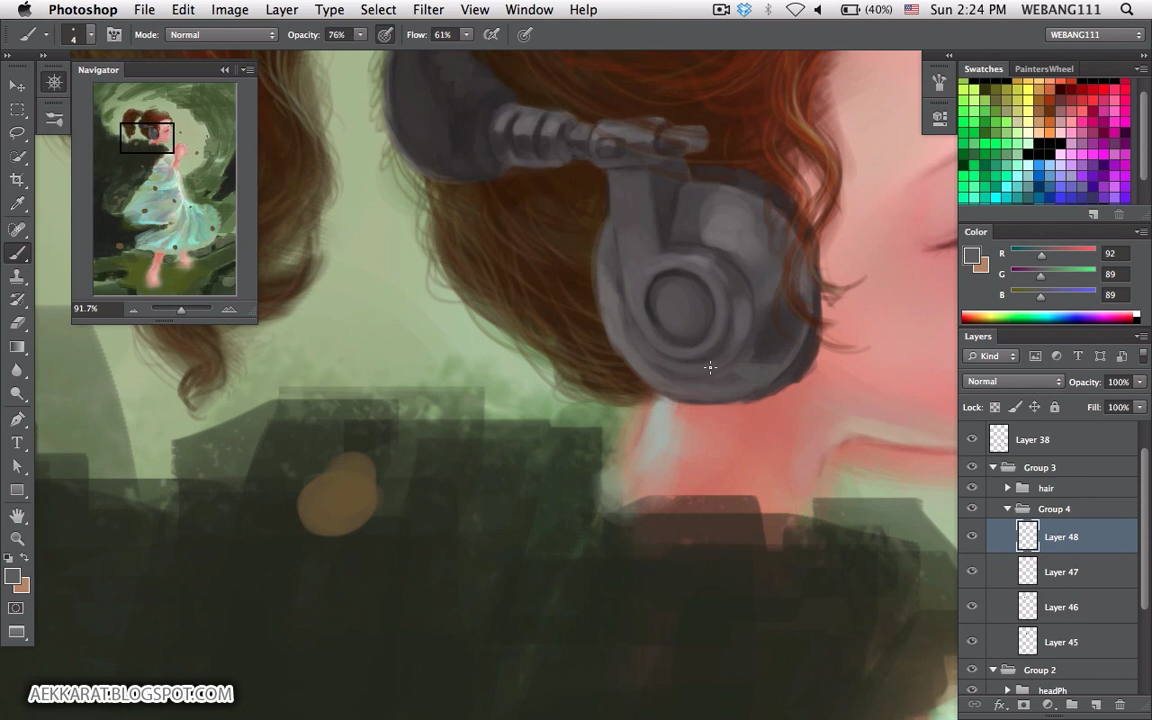 Photoshop File Edit Image Layer Type Select Filter View Window Help (40%) Sun 2:24 PM WEBANG111
4 Mode: Normal Opacity: 76% Flow: 61% WEBANG111
Navigator
91.7%
Swatches PaintersWheel
Color
R 92
G 89
B 89
Layers
Kind
Normal Opacity: 100%
Lock: Fill: 100%
Layer 38
Group 3
hair
Group 4
Layer 48
Layer 47
Layer 46
Layer 45
Group 2
headPh
fx
AEKKARAT.BLOGSPOT.COM